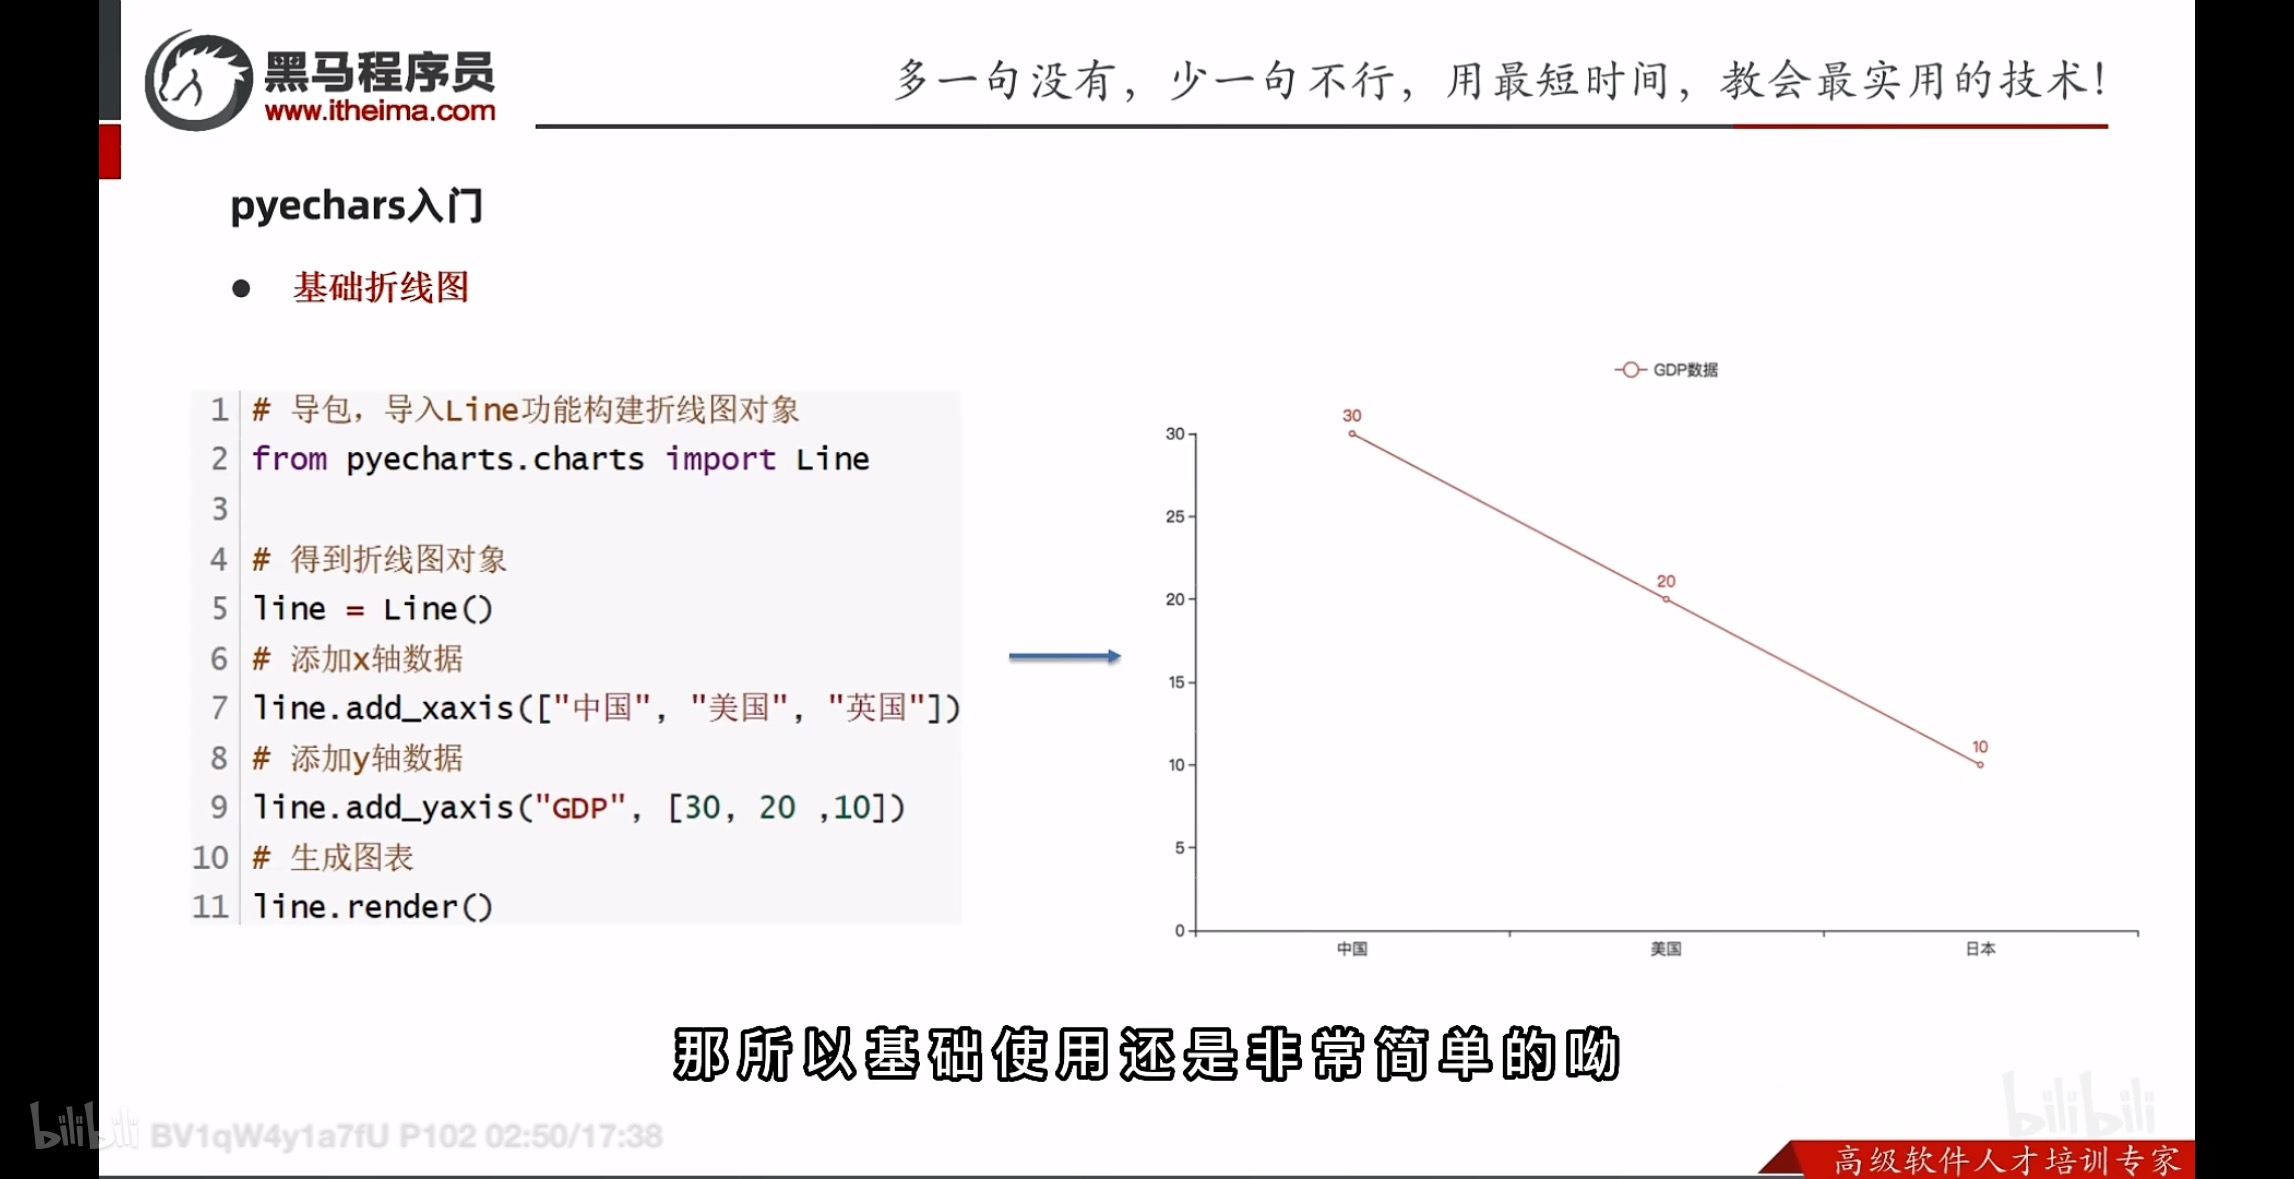 黑马程序员
www.itheima.com
多一句没有，少一句不行，用最短时间，教会最实用的技术！
pyechars入门
● 基础折线图
1 # 导包，导入Line功能构建折线图对象
2 from pyecharts.charts import Line
3
4 # 得到折线图对象
5 line = Line()
6 # 添加x轴数据
7 line.add_xaxis(["中国", "美国", "英国"])
8 # 添加y轴数据
9 line.add_yaxis("GDP", [30, 20 ,10])
10 # 生成图表
11 line.render()
GDP数据
30
20
10
30
25
20
15
10
5
0
中国 美国 日本
那所以基础使用还是非常简单的呦
bilibili BV1qW4y1a7fU P102 02:50/17:38
bilibili
高级软件人才培训专家